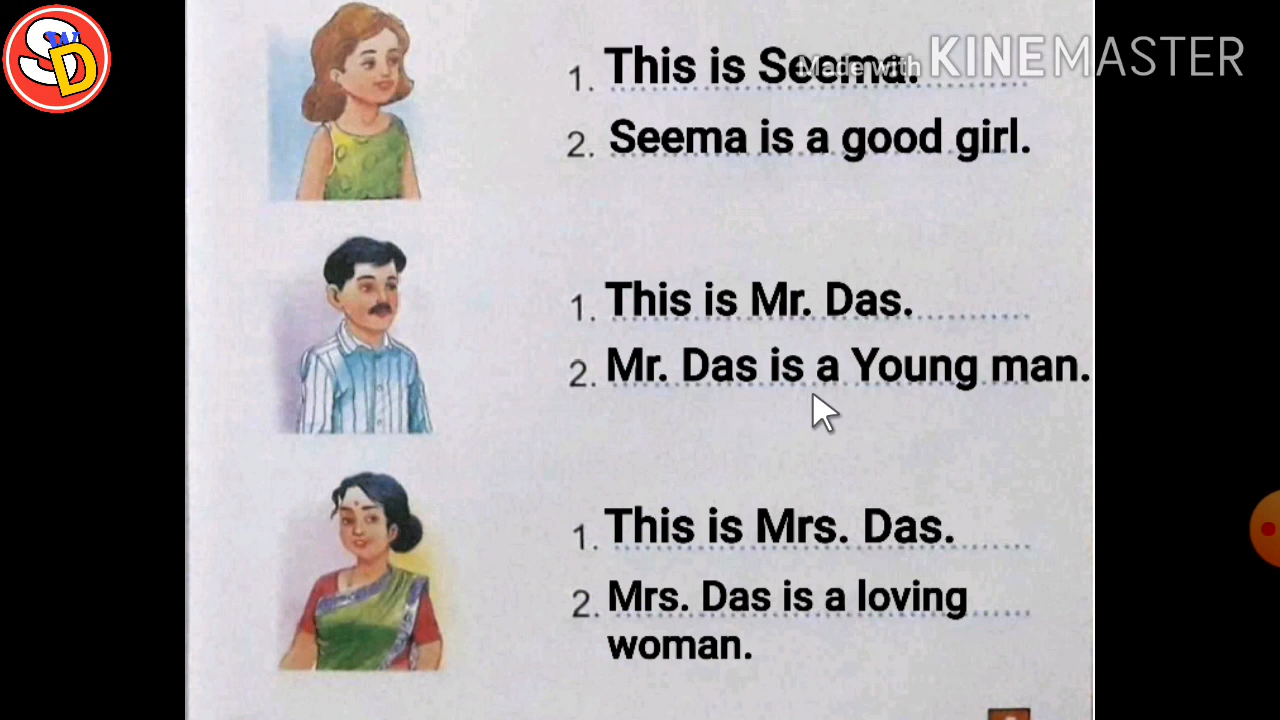 SWD
Made with KINEMASTER
1. This is Seema.
2. Seema is a good girl.
1. This is Mr. Das.
2. Mr. Das is a Young man.
1. This is Mrs. Das.
2. Mrs. Das is a loving
woman.